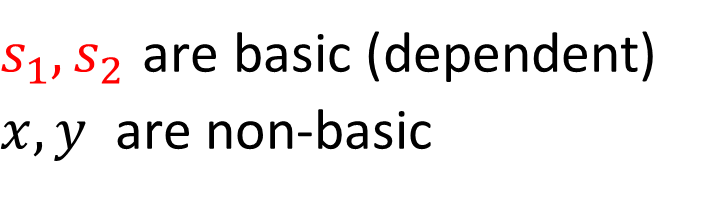 s₁, s₂ are basic (dependent)
x, y are non-basic